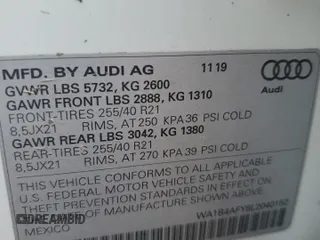 MFD. BY AUDI AG 11 19
GVWR LBS 5732, KG 2600
GAWR FRONT LBS 2888, KG 1310
FRONT-TIRES 255/40 R21
8,5JX21 RIMS, AT 250 KPA 36 PSI COLD
GAWR REAR LBS 3042, KG 1380
REAR-TIRES 255/40 R21
8,5JX21 RIMS, AT 270 KPA 39 PSI COLD
Audi
THIS VEHICLE CONFORMS TO ALL APPLICABLE
U.S. FEDERAL MOTOR VEHICLE SAFETY
AND THEFT PREVENTION STANDARDS IN EFFECT
DATE OF MANUFACTURE SHOWN ABOVE.
MEXICO